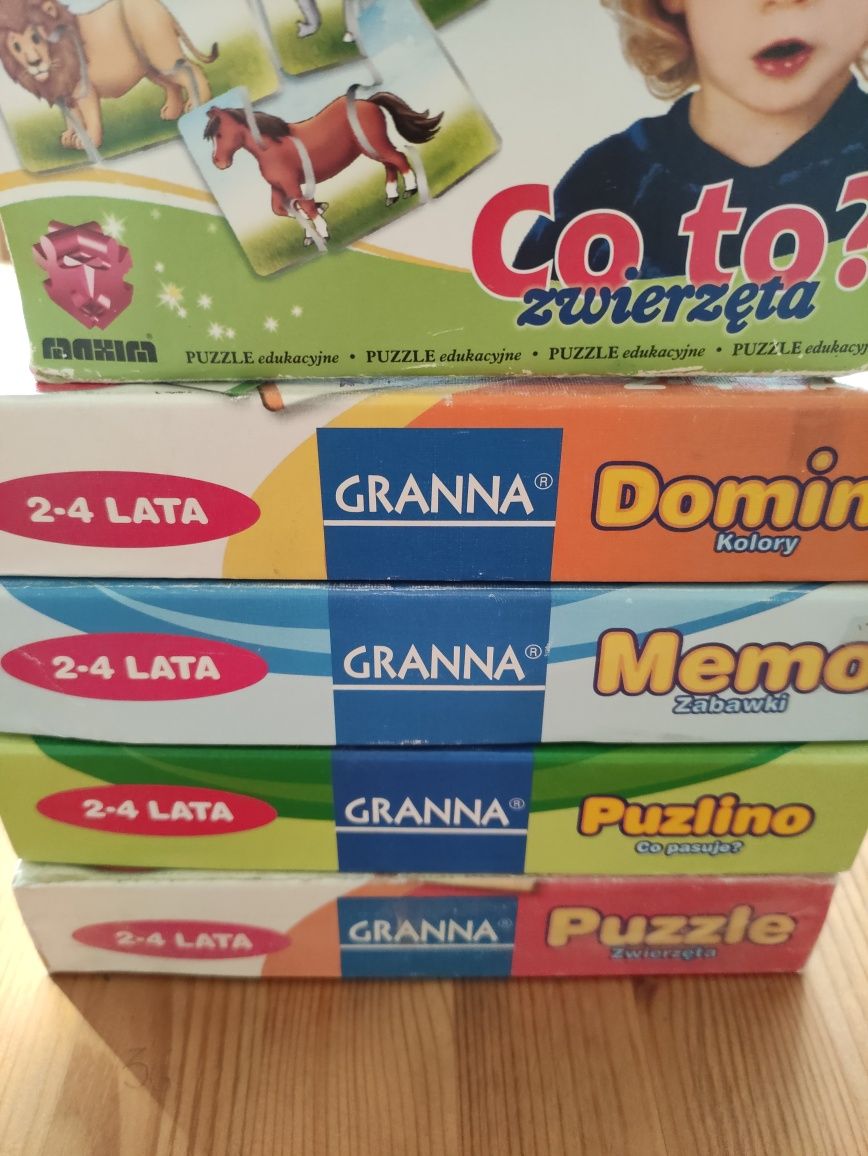 Co to?
zwierzęta
MAXIM®
PUZZLE edukacyjne • PUZZLE edukacyjne • PUZZLE edukacyjne • PUZZLE edukacyj
2-4 LATA
GRANNA®
Domin
Kolory
2-4 LATA
GRANNA®
Memo
Zabawki
2-4 LATA
GRANNA®
Puzlino
Co pasuje?
2-4 LATA
GRANNA®
Puzzle
Zwierzęta